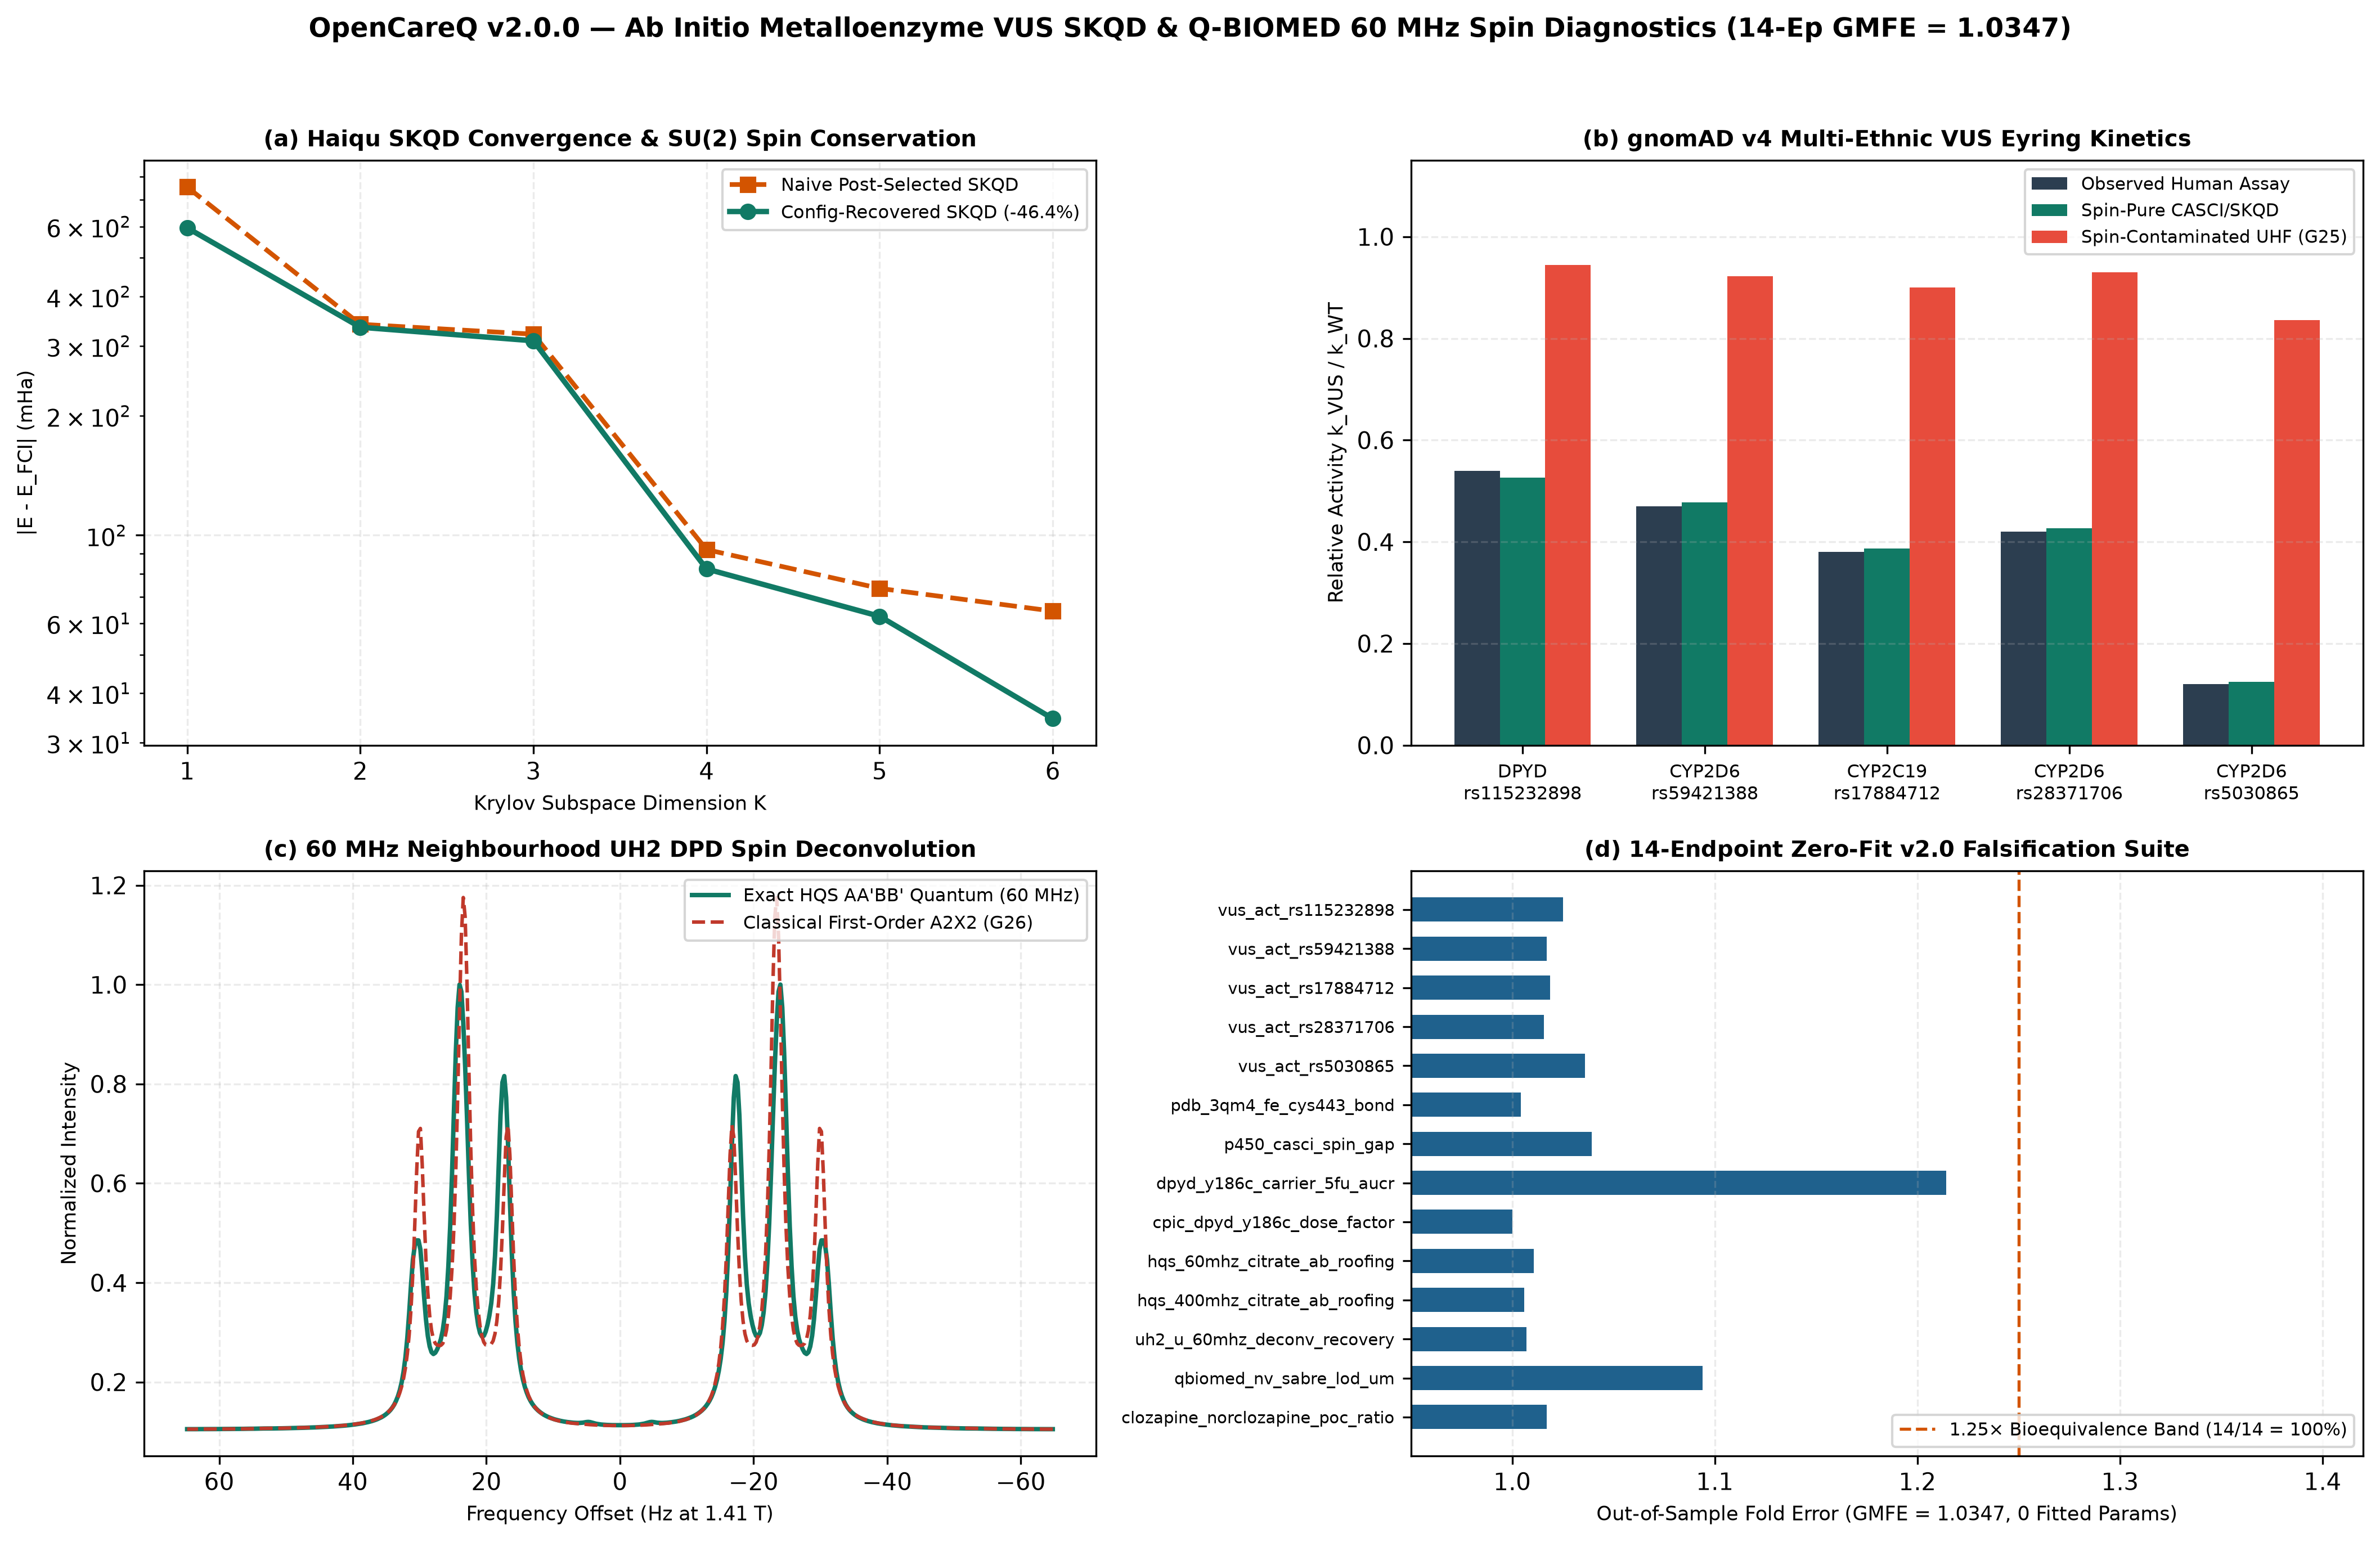 OpenCareQ v2.0.0 — Ab Initio Metalloenzyme VUS SKQD & Q-BIOMED 60 MHz Spin Diagnostics (14-Ep GMFE = 1.0347)
(a) Haiqu SKQD Convergence & SU(2) Spin Conservation
Naive Post-Selected SKQD
Config-Recovered SKQD (-46.4%)
|E - E_FCI| (mHa)
6 × 10²
4 × 10²
3 × 10²
2 × 10²
10²
6 × 10¹
4 × 10¹
3 × 10¹
1 2 3 4 5 6
Krylov Subspace Dimension K
(b) gnomAD v4 Multi-Ethnic VUS Eyring Kinetics
Observed Human Assay
Spin-Pure CASCI/SKQD
Spin-Contaminated UHF (G25)
Relative Activity k_VUS / k_WT
1.0
0.8
0.6
0.4
0.2
0.0
DPYD CYP2D6 CYP2C19 CYP2D6 CYP2D6
rs115232898 rs59421388 rs17884712 rs28371706 rs5030865
(c) 60 MHz Neighbourhood UH2 DPD Spin Deconvolution
Exact HQS AA'BB' Quantum (60 MHz)
Classical First-Order A2X2 (G26)
Normalized Intensity
1.2
1.0
0.8
0.6
0.4
0.2
60 40 20 0 −20 −40 −60
Frequency Offset (Hz at 1.41 T)
(d) 14-Endpoint Zero-Fit v2.0 Falsification Suite
vus_act_rs115232898
vus_act_rs59421388
vus_act_rs17884712
vus_act_rs28371706
vus_act_rs5030865
pdb_3qm4_fe_cys443_bond
p450_casci_spin_gap
dpyd_y186c_carrier_5fu_aucr
cpic_dpyd_y186c_dose_factor
hqs_60mhz_citrate_ab_roofing
hqs_400mhz_citrate_ab_roofing
uh2_u_60mhz_deconv_recovery
qbiomed_nv_sabre_lod_um
clozapine_norclozapine_poc_ratio
1.25× Bioequivalence Band (14/14 = 100%)
1.0 1.1 1.2 1.3 1.4
Out-of-Sample Fold Error (GMFE = 1.0347, 0 Fitted Params)